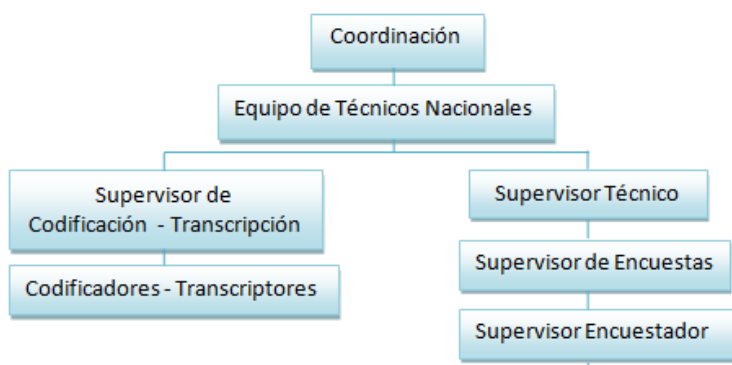 Coordinación
Equipo de Técnicos Nacionales
Supervisor de
Codificación - Transcripción
Codificadores - Transcriptores
Supervisor Técnico
Supervisor de Encuestas
Supervisor Encuestador